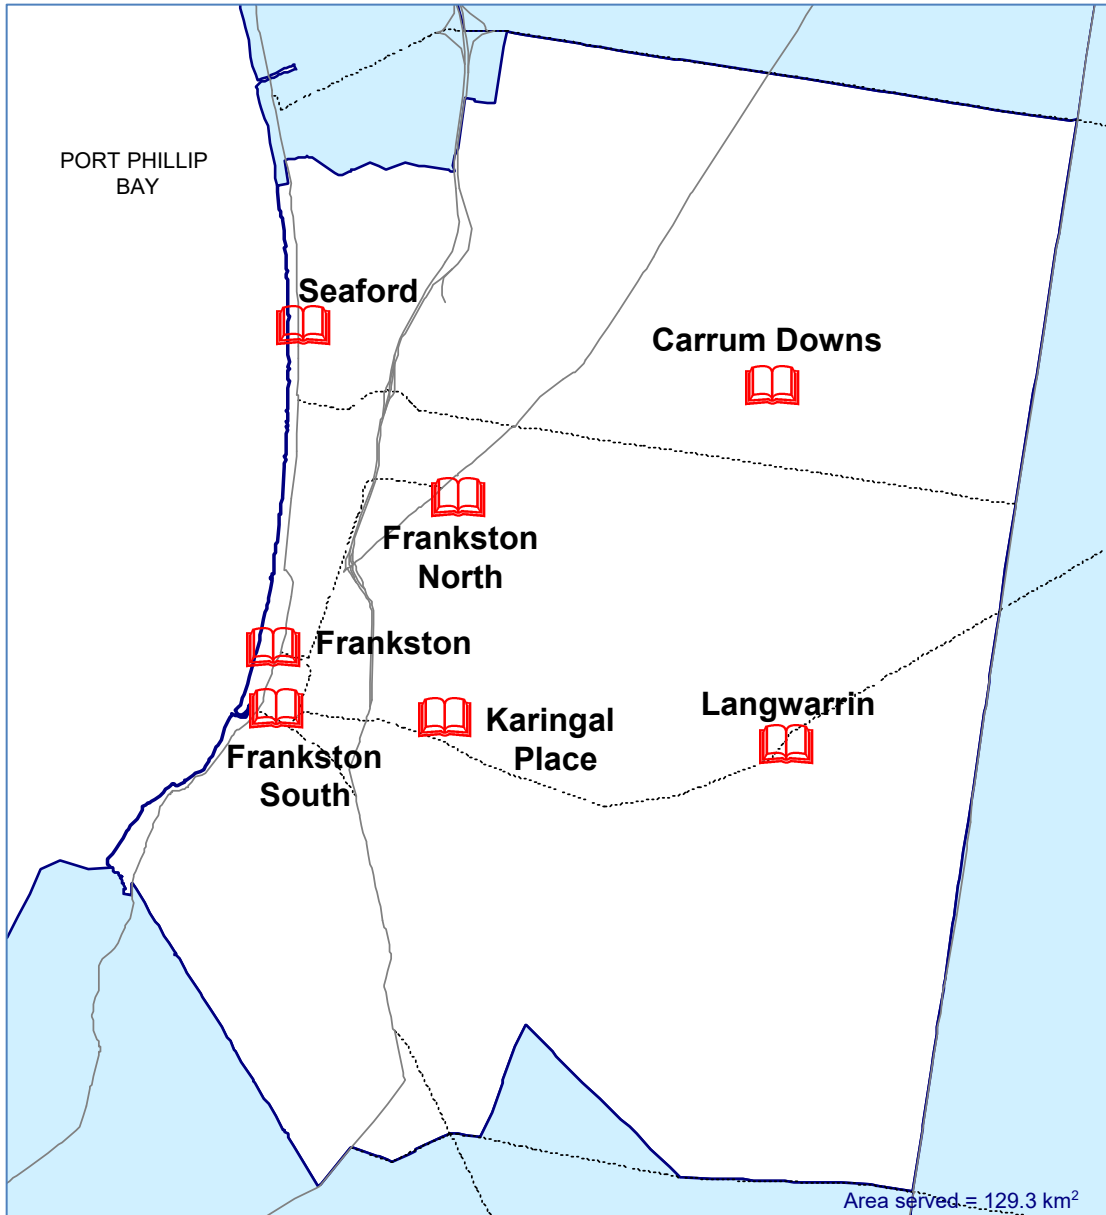 PORT PHILLIP
BAY
Seaford
Carrum Downs
Frankston
North
Frankston
Langwarrin
Karingal
Place
Frankston
South
Area served = 129.3 km²